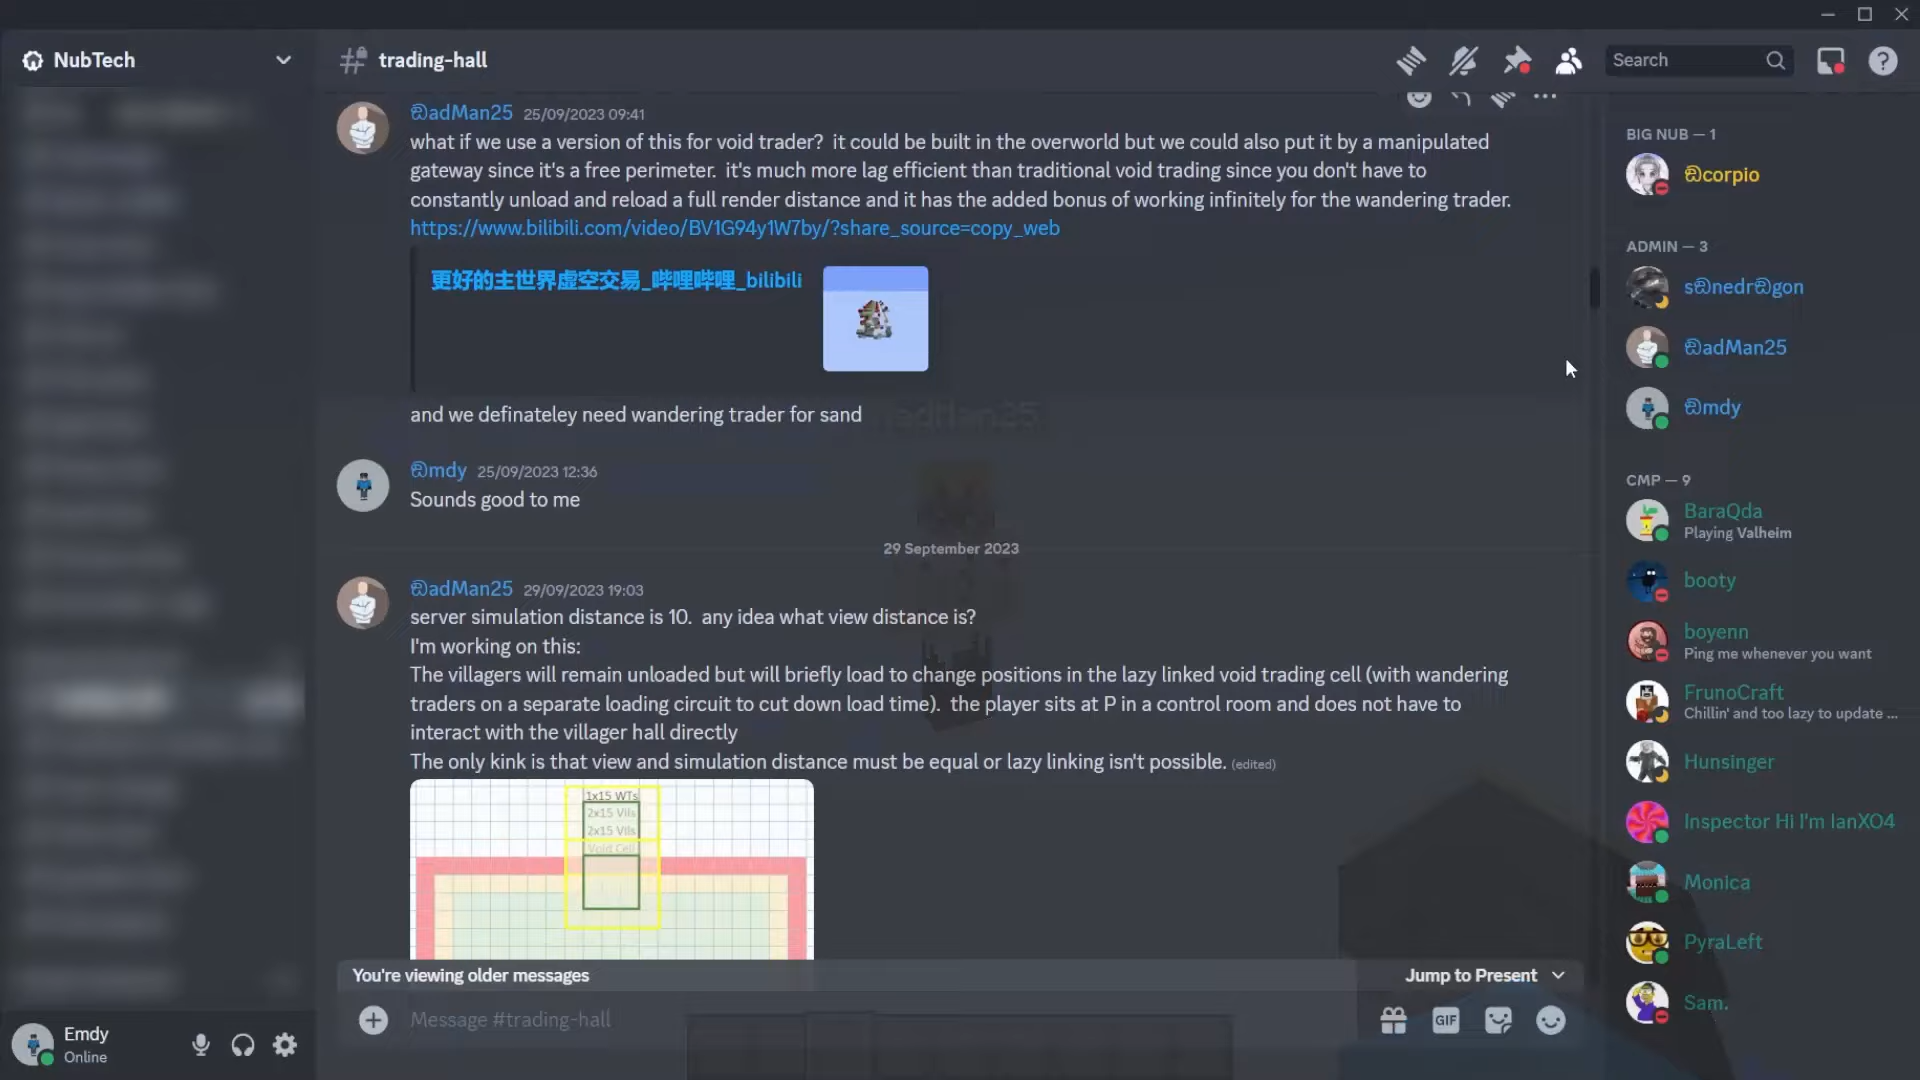 NubTech
trading-hall
Search
ඞadMan25 25/09/2023 09:41
what if we use a version of this for void trader? it could be built in the overworld but we could also put it by a manipulated
gateway since it's a free perimeter. it's much more lag efficient than traditional void trading since you don't have to
constantly unload and reload a full render distance and it has the added bonus of working infinitely for the wandering trader.
https://www.bilibili.com/video/BV1G94y1W7by/?share_source=copy_web
更好的主世界虚空交易_哔哩哔哩_bilibili
and we definateley need wandering trader for sand
adMan25
ඞmdy 25/09/2023 12:36
Sounds good to me
29 September 2023
ඞadMan25 29/09/2023 19:03
server simulation distance is 10. any idea what view distance is?
I'm working on this:
The villagers will remain unloaded but will briefly load to change positions in the lazy linked void trading cell (with wandering
traders on a separate loading circuit to cut down load time). the player sits at P in a control room and does not have to
interact with the villager hall directly
The only kink is that view and simulation distance must be equal or lazy linking isn't possible. (edited)
1x15 WTs
2x15 Vils
2x15 Vils
Void Cell
You're viewing older messages
Jump to Present
Message #trading-hall
GIF
Emdy
Online
BIG NUB — 1
ඞcorpio
ADMIN — 3
sඞnedrඞgon
ඞadMan25
ඞmdy
CMP — 9
BaraQda
Playing Valheim
booty
boyenn
Ping me whenever you want
FrunoCraft
Chillin' and too lazy to update ...
Hunsinger
Inspector Hi I'm IanXO4
Monica
PyraLeft
Sam.